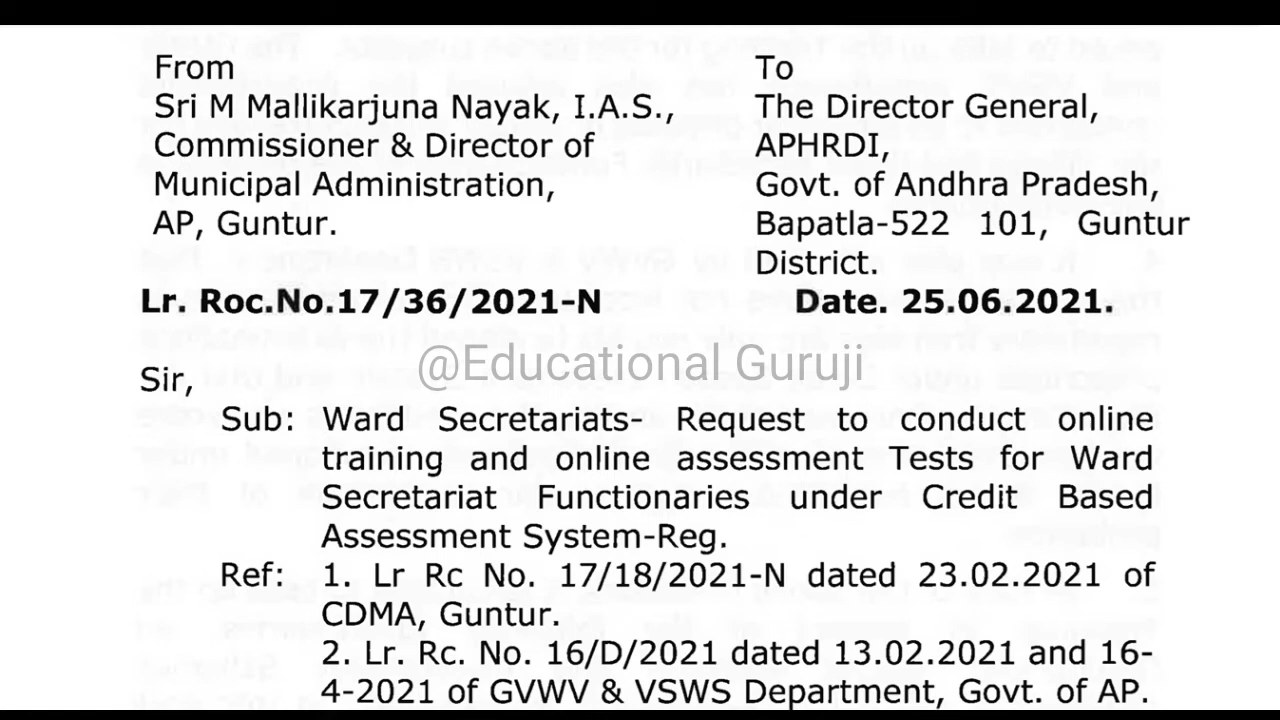 From
Sri M Mallikarjuna Nayak, I.A.S.,
Commissioner & Director of
Municipal Administration,
AP, Guntur.
To
The Director General,
APHRDI,
Govt. of Andhra Pradesh,
Bapatla-522 101, Guntur
District.
Lr. Roc.No.17/36/2021-N Date. 25.06.2021.
@Educational Guruji
Sir,
Sub: Ward Secretariats- Request to conduct online
training and online assessment Tests for Ward
Secretariat Functionaries under Credit Based
Assessment System-Reg.
Ref: 1. Lr Rc No. 17/18/2021-N dated 23.02.2021 of
CDMA, Guntur.
2. Lr. Rc. No. 16/D/2021 dated 13.02.2021 and 16-
4-2021 of GVWV & VSWS Department, Govt. of AP.